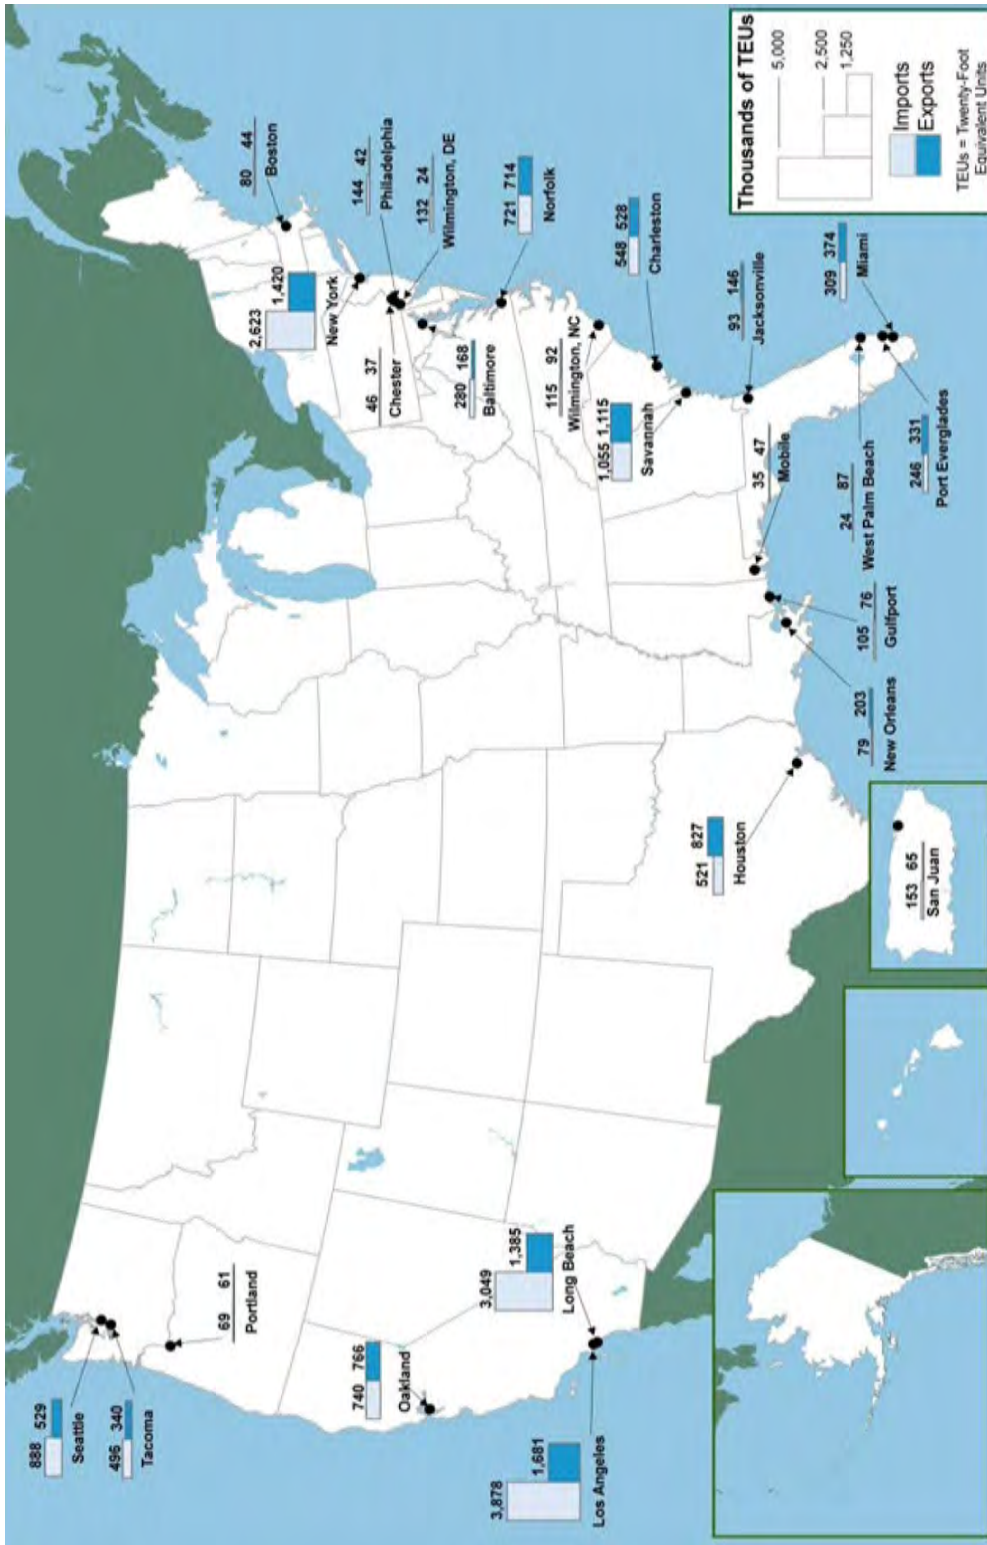 888 529
Seattle
496 340
Tacoma
69 61
Portland
740 766
Oakland
3,049 1,385
Long Beach
3,878 1,681
Los Angeles
521 827
Houston
153 65
San Juan
79 203
New Orleans
105 76
Gulfport
35 47
Mobile
24 87
West Palm Beach
246 331
Port Everglades
309 374
Miami
93 146
Jacksonville
1,055 1,115
Savannah
548 528
Charleston
115 92
Wilmington, NC
721 714
Norfolk
280 168
Baltimore
132 24
Wilmington, DE
144 42
Philadelphia
46 37
Chester
2,623 1,420
New York
80 44
Boston
Thousands of TEUs
5,000
2,500
1,250
Imports
Exports
TEUs = Twenty-Foot
Equivalent Units